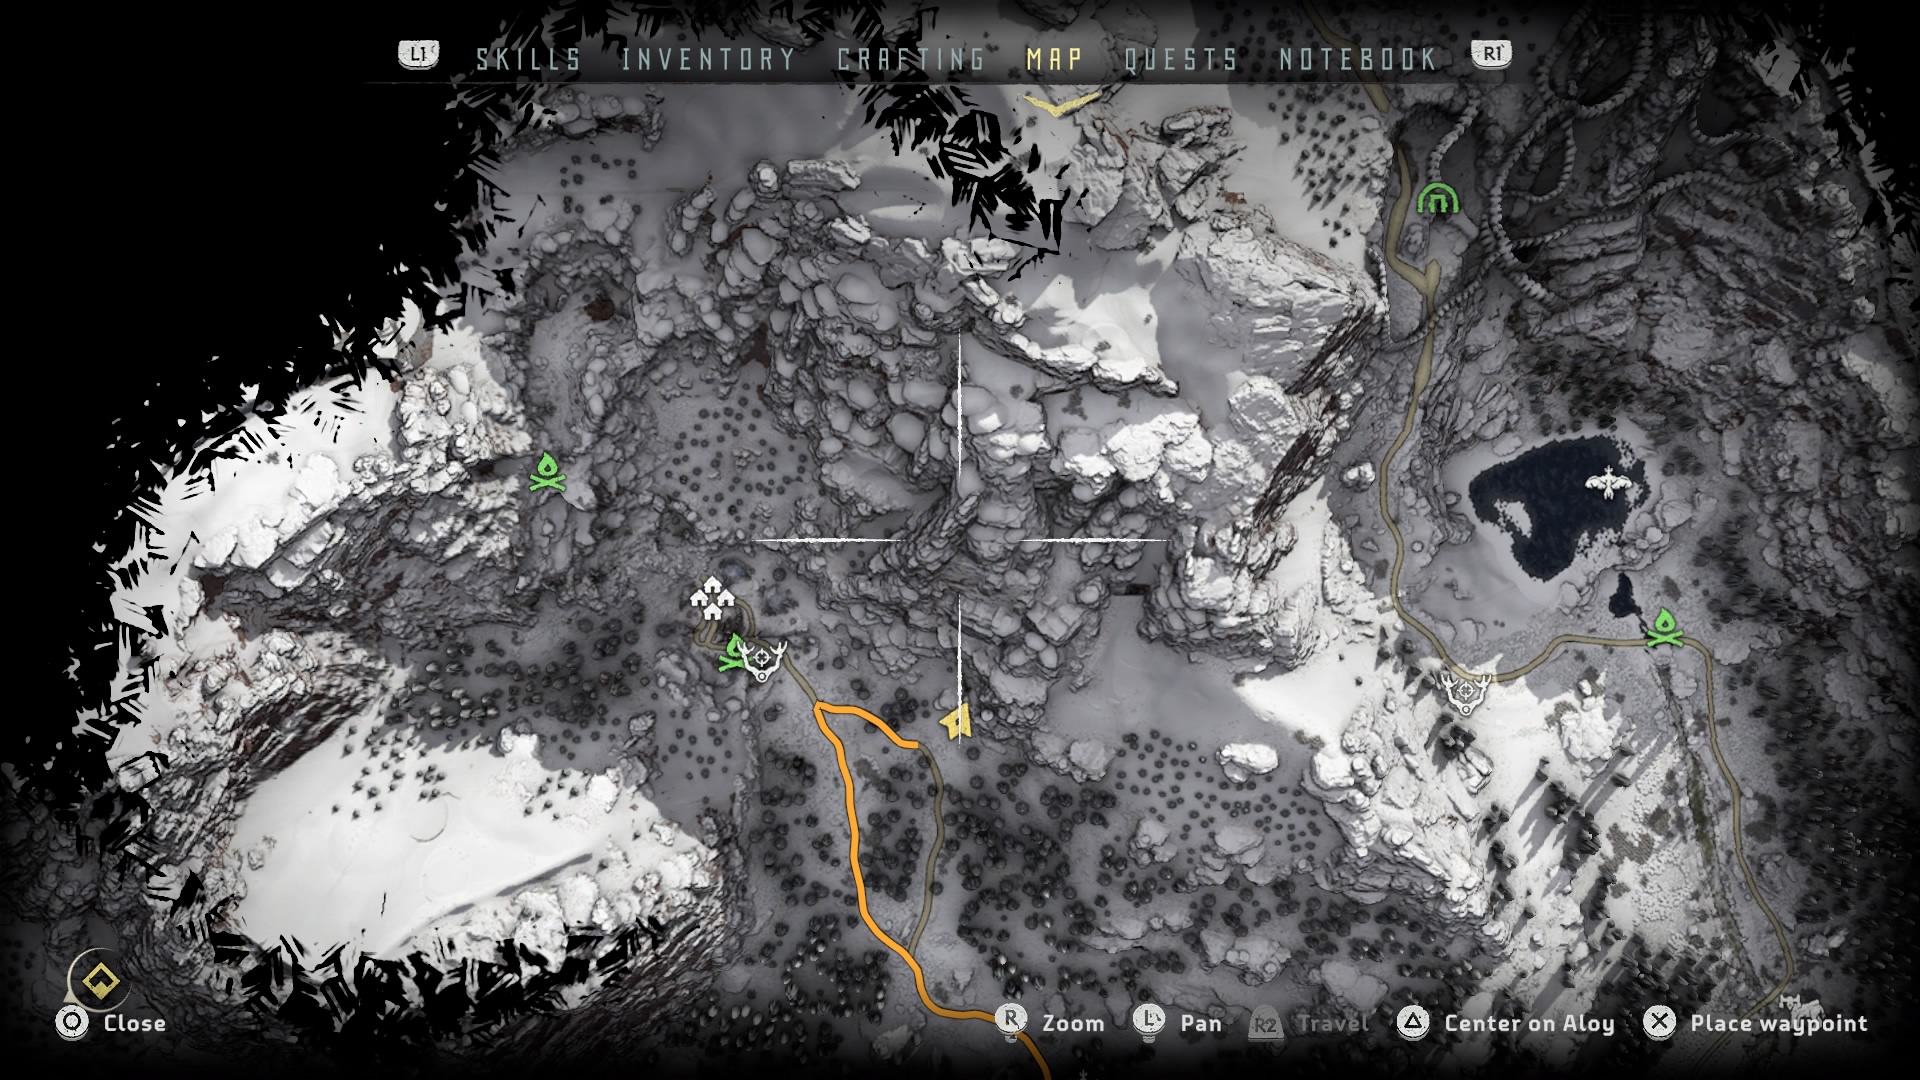 L1 SKILLS INVENTORY CRAFTING MAP QUESTS NOTEBOOK R1
Close R Zoom L Pan R2 Travel Center on Aloy Place waypoint